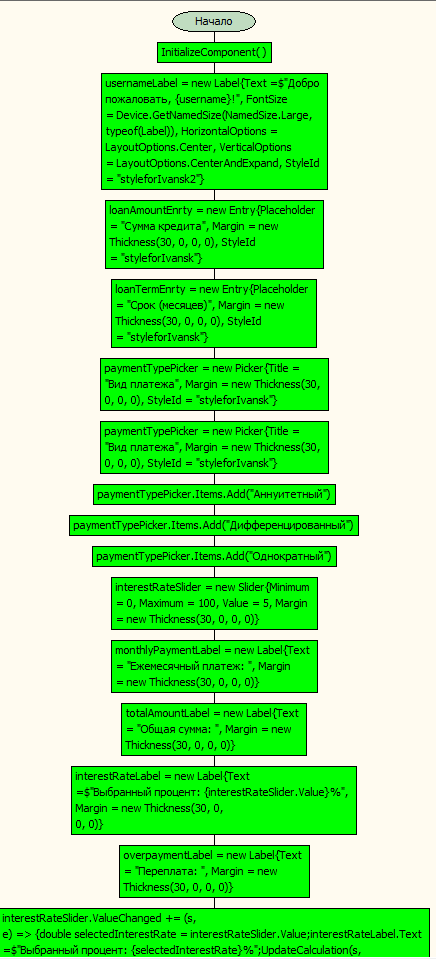 Начало
InitializeComponent( )
usernameLabel = new Label{Text =$"Добро
пожаловать, {username}!", FontSize
= Device.GetNamedSize(NamedSize.Large,
typeof(Label)), HorizontalOptions =
LayoutOptions.Center, VerticalOptions
= LayoutOptions.CenterAndExpand, StyleId
= "styleforIvansk2"}
loanAmountEnrty = new Entry{Placeholder
= "Сумма кредита", Margin = new
Thickness(30, 0, 0, 0), StyleId
= "styleforIvansk"}
loanTermEnrty = new Entry{Placeholder
= "Срок (месяцев)", Margin = new
Thickness(30, 0, 0, 0), StyleId
= "styleforIvansk"}
paymentTypePicker = new Picker{Title =
"Вид платежа", Margin = new Thickness(30,
0, 0, 0), StyleId = "styleforIvansk"}
paymentTypePicker = new Picker{Title =
"Вид платежа", Margin = new Thickness(30,
0, 0, 0), StyleId = "styleforIvansk"}
paymentTypePicker.Items.Add("Аннуитетный")
paymentTypePicker.Items.Add("Дифференцированный")
paymentTypePicker.Items.Add("Однократный")
interestRateSlider = new Slider{Minimum
= 0, Maximum = 100, Value = 5, Margin
= new Thickness(30, 0, 0, 0)}
monthlyPaymentLabel = new Label{Text
= "Ежемесячный платеж: ", Margin
= new Thickness(30, 0, 0, 0)}
totalAmountLabel = new Label{Text
= "Общая сумма: ", Margin = new
Thickness(30, 0, 0, 0)}
interestRateLabel = new Label{Text
=$"Выбранный процент: {interestRateSlider.Value}%",
Margin = new Thickness(30, 0,
0, 0)}
overpaymentLabel = new Label{Text
= "Переплата: ", Margin = new
Thickness(30, 0, 0, 0)}
interestRateSlider.ValueChanged += (s,
e) => {double selectedInterestRate = interestRateSlider.Value;interestRateLabel.Text
=$"Выбранный процент: {selectedInterestRate}%";UpdateCalculation(s,